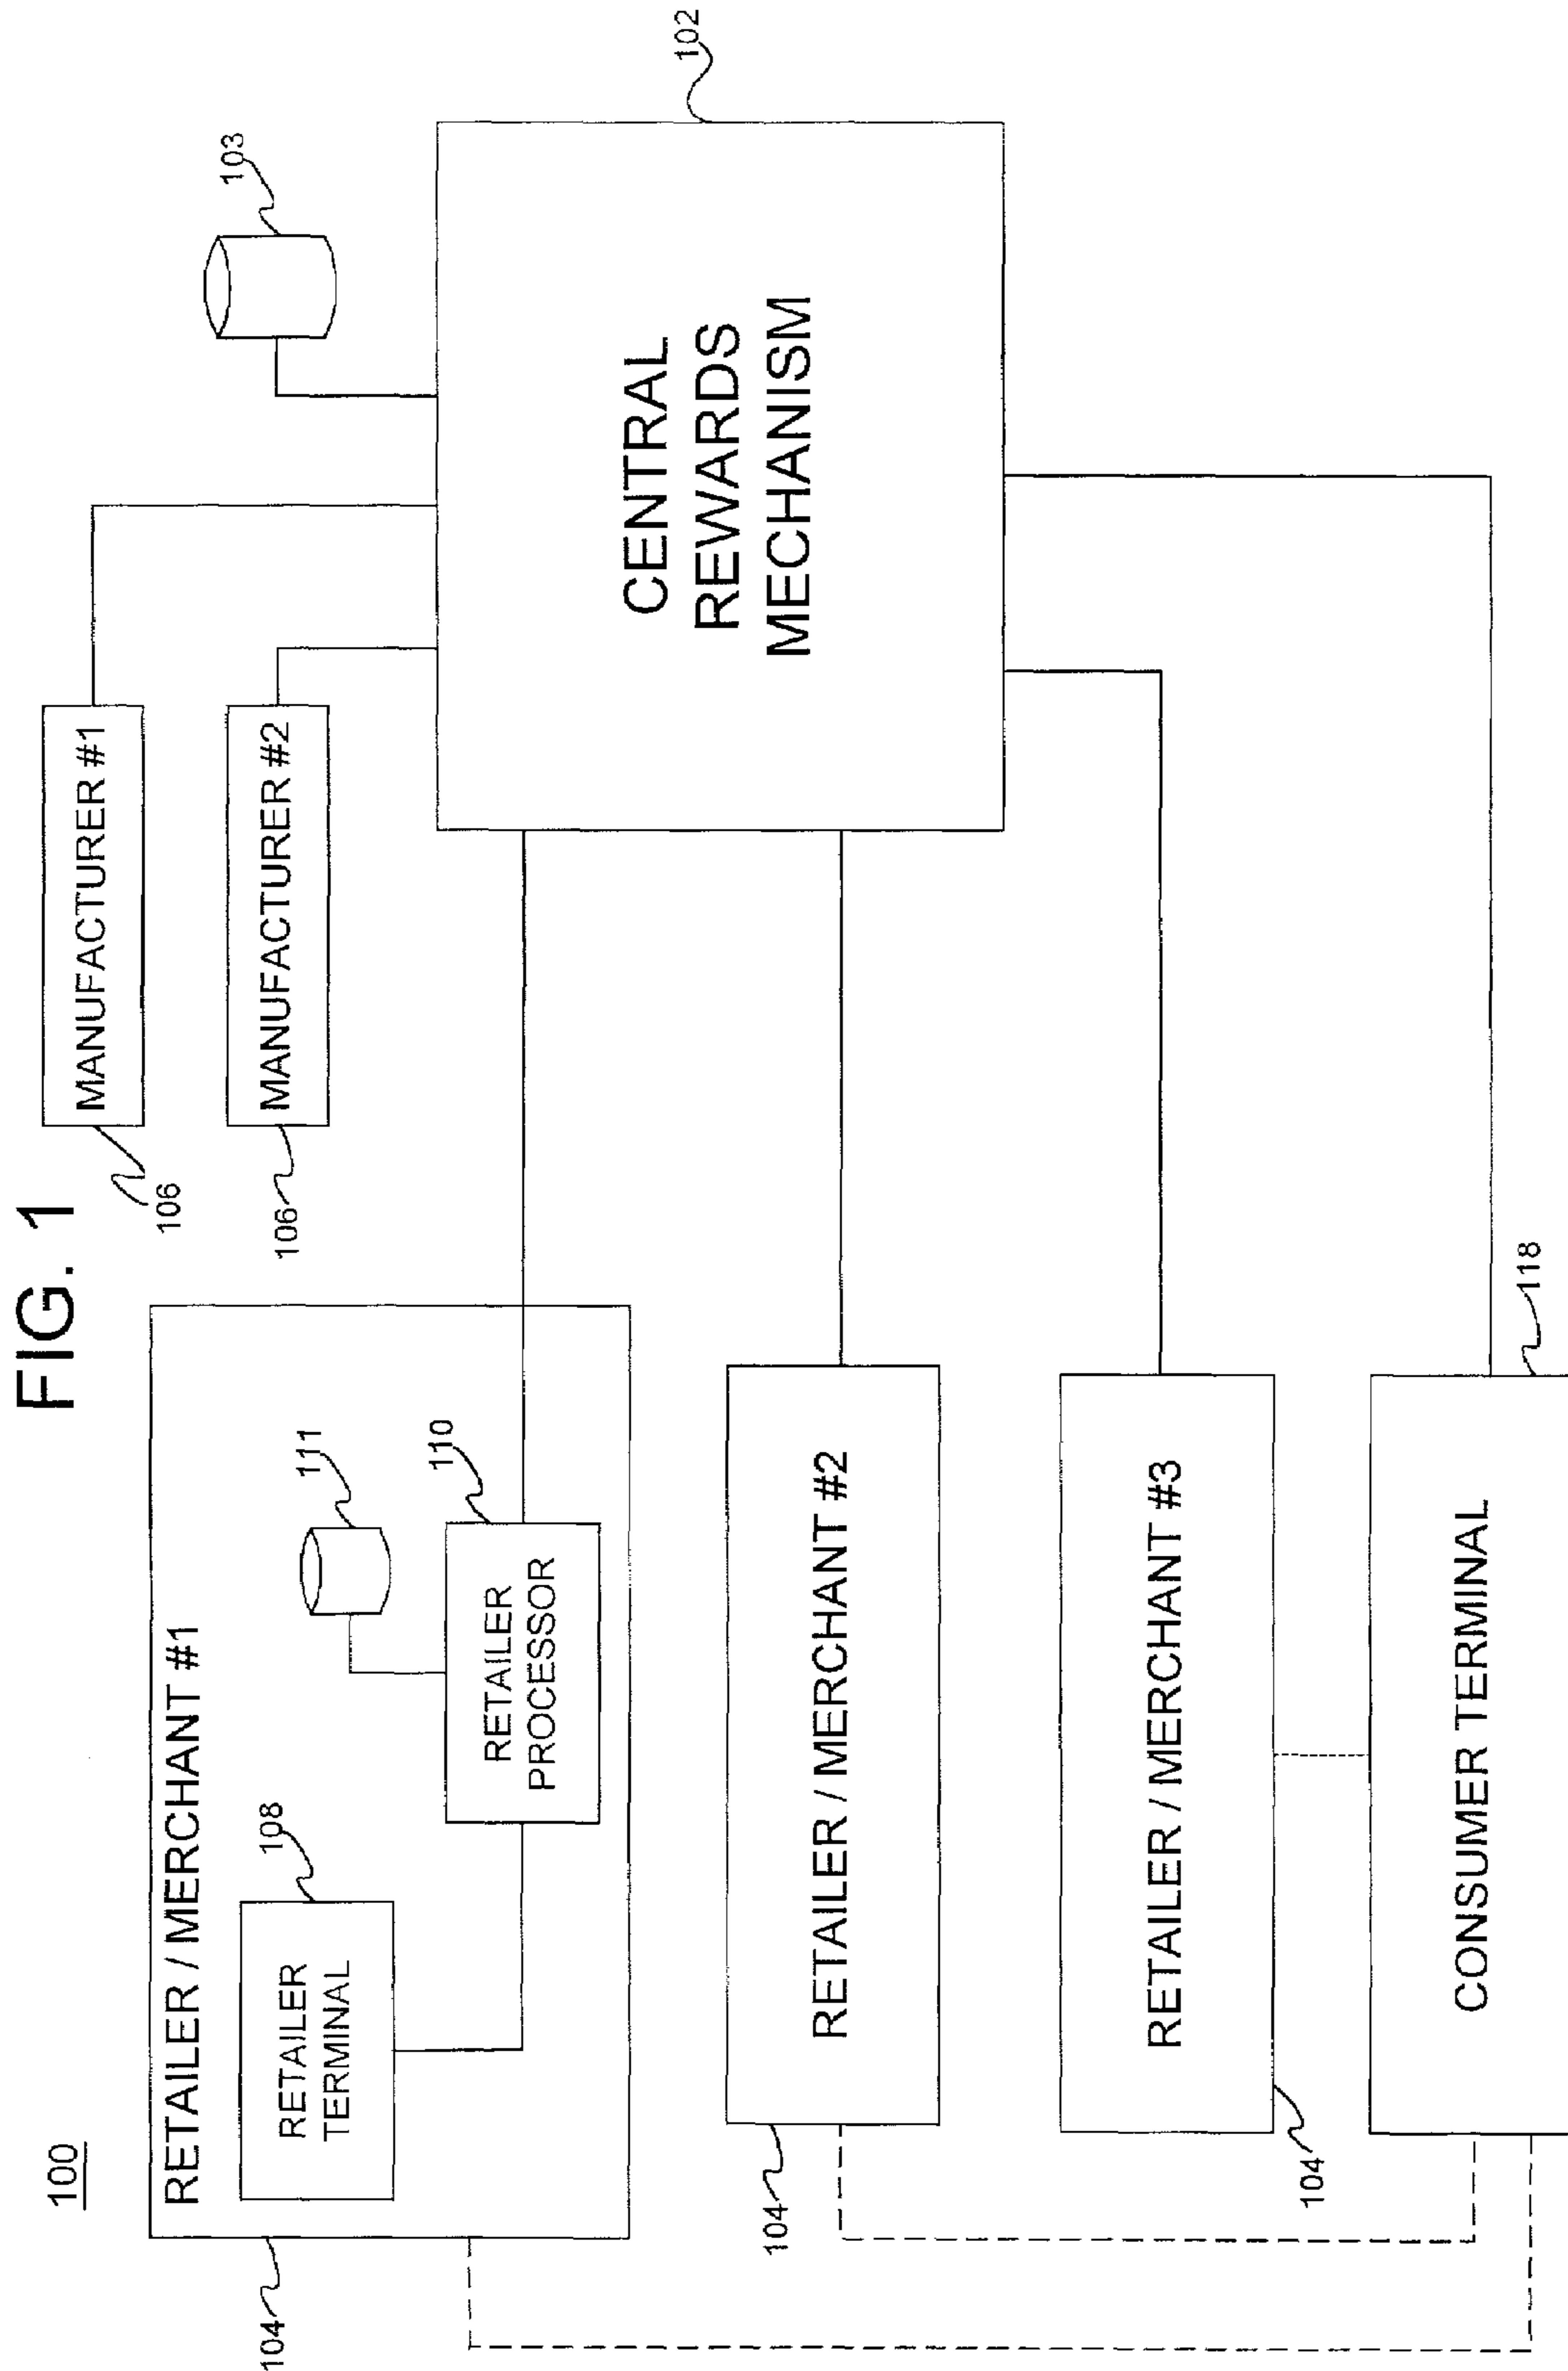 FIG. 1
100
RETAILER / MERCHANT #1
104
RETAILER
TERMINAL
108
RETAILER
PROCESSOR
110
111
MANUFACTURER #1
106
MANUFACTURER #2
106
103
CENTRAL
REWARDS
MECHANISM
102
RETAILER / MERCHANT #2
104
RETAILER / MERCHANT #3
104
CONSUMER TERMINAL
118